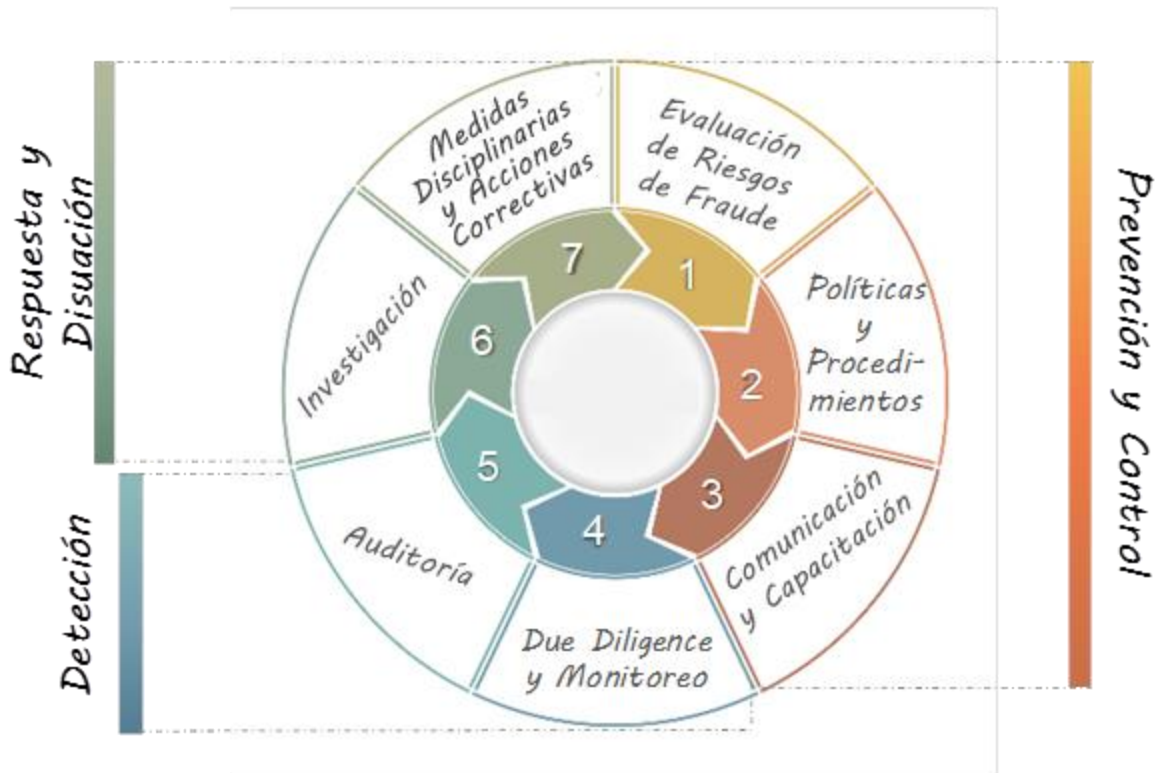 Respuesta y
Disuación
Detección
Prevención y Control
Medidas
Disciplinarias
y Acciones
Correctivas
7
Evaluación
de Riesgos
de Fraude
1
Políticas
y
Procedi-
mientos
2
Comunicación
y Capacitación
3
Due Diligence
y Monitoreo
4
Auditoría
5
Investigación
6